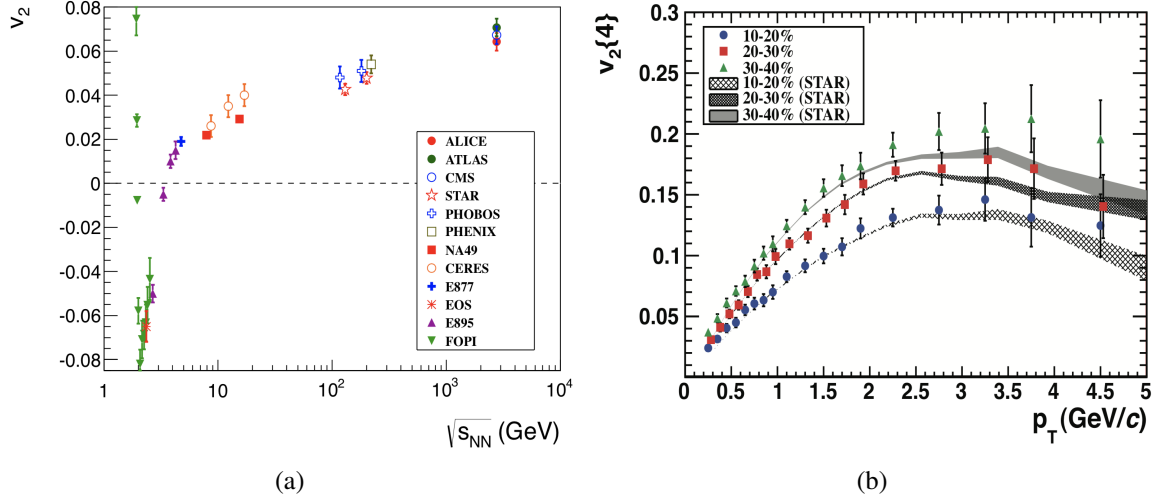 v2
0.08
0.06
0.04
0.02
0
-0.02
-0.04
-0.06
-0.08
ALICE
ATLAS
CMS
STAR
PHOBOS
PHENIX
NA49
CERES
E877
EOS
E895
FOPI
1
10
10^2
10^3
10^4
√sNN (GeV)
(a)
v2{4}
0.3
0.25
0.2
0.15
0.1
0.05
10-20%
20-30%
30-40%
10-20% (STAR)
20-30% (STAR)
30-40% (STAR)
0 0.5 1 1.5 2 2.5 3 3.5 4 4.5 5
pT (GeV/c)
(b)